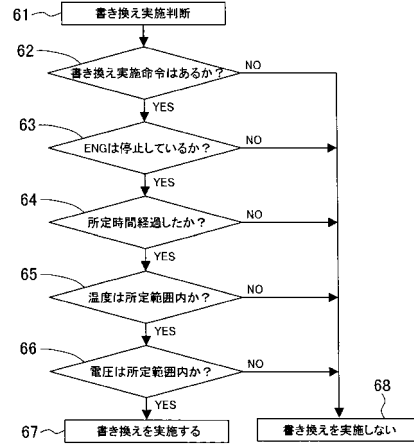 61
書き換え実施判断
62
書き換え実施命令はあるか？
NO
YES
63
ENGは停止しているか？
NO
YES
64
所定時間経過したか？
NO
YES
65
温度は所定範囲内か？
NO
YES
66
電圧は所定範囲内か？
NO
YES
67
書き換えを実施する
68
書き換えを実施しない